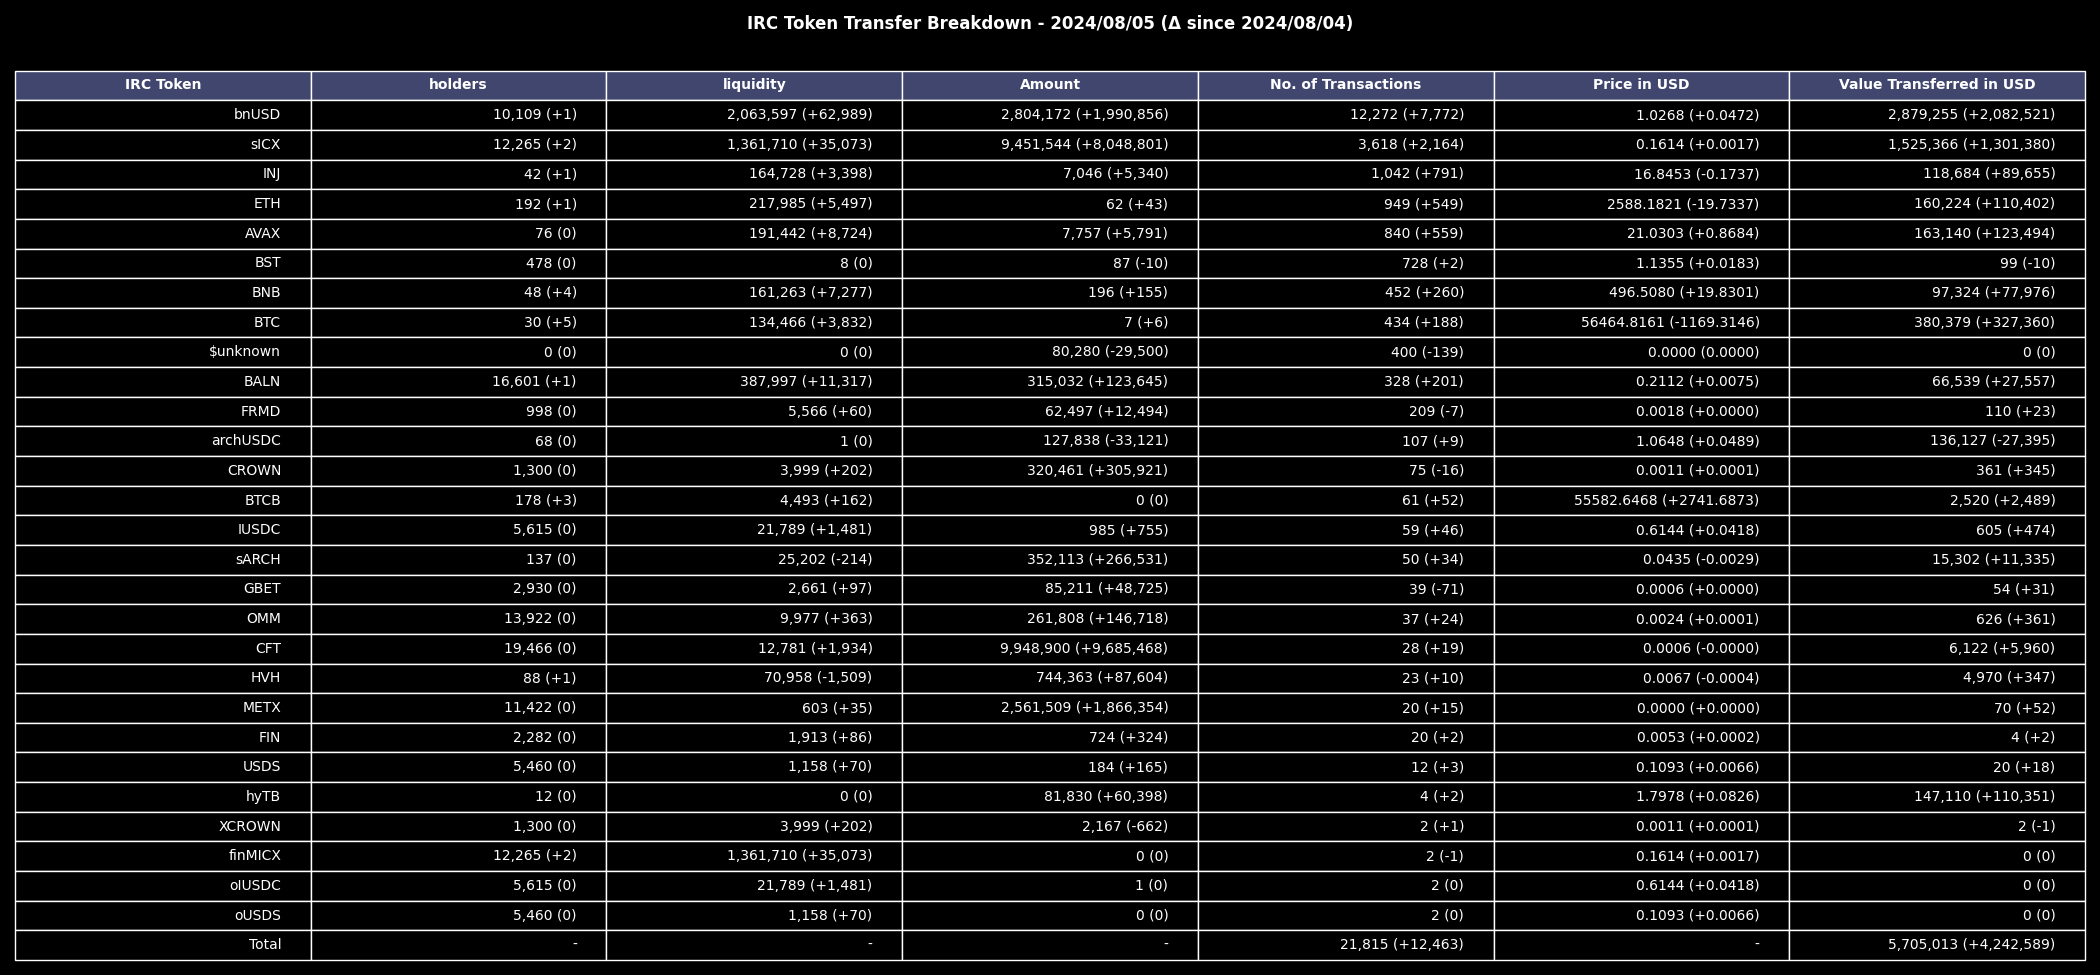 IRC Token Transfer Breakdown - 2024/08/05 (Δ since 2024/08/04)
IRC Token holders liquidity Amount No. of Transactions Price in USD Value Transferred in USD
bnUSD 10,109 (+1) 2,063,597 (+62,989) 2,804,172 (+1,990,856) 12,272 (+7,772) 1.0268 (+0.0472) 2,879,255 (+2,082,521)
sICX 12,265 (+2) 1,361,710 (+35,073) 9,451,544 (+8,048,801) 3,618 (+2,164) 0.1614 (+0.0017) 1,525,366 (+1,301,380)
INJ 42 (+1) 164,728 (+3,398) 7,046 (+5,340) 1,042 (+791) 16.8453 (-0.1737) 118,684 (+89,655)
ETH 192 (+1) 217,985 (+5,497) 62 (+43) 949 (+549) 2588.1821 (-19.7337) 160,224 (+110,402)
AVAX 76 (0) 191,442 (+8,724) 7,757 (+5,791) 840 (+559) 21.0303 (+0.8684) 163,140 (+123,494)
BST 478 (0) 8 (0) 87 (-10) 728 (+2) 1.1355 (+0.0183) 99 (-10)
BNB 48 (+4) 161,263 (+7,277) 196 (+155) 452 (+260) 496.5080 (+19.8301) 97,324 (+77,976)
BTC 30 (+5) 134,466 (+3,832) 7 (+6) 434 (+188) 56464.8161 (-1169.3146) 380,379 (+327,360)
$unknown 0 (0) 0 (0) 80,280 (-29,500) 400 (-139) 0.0000 (0.0000) 0 (0)
BALN 16,601 (+1) 387,997 (+11,317) 315,032 (+123,645) 328 (+201) 0.2112 (+0.0075) 66,539 (+27,557)
FRMD 998 (0) 5,566 (+60) 62,497 (+12,494) 209 (-7) 0.0018 (+0.0000) 110 (+23)
archUSDC 68 (0) 1 (0) 127,838 (-33,121) 107 (+9) 1.0648 (+0.0489) 136,127 (-27,395)
CROWN 1,300 (0) 3,999 (+202) 320,461 (+305,921) 75 (-16) 0.0011 (+0.0001) 361 (+345)
BTCB 178 (+3) 4,493 (+162) 0 (0) 61 (+52) 55582.6468 (+2741.6873) 2,520 (+2,489)
IUSDC 5,615 (0) 21,789 (+1,481) 985 (+755) 59 (+46) 0.6144 (+0.0418) 605 (+474)
sARCH 137 (0) 25,202 (-214) 352,113 (+266,531) 50 (+34) 0.0435 (-0.0029) 15,302 (+11,335)
GBET 2,930 (0) 2,661 (+97) 85,211 (+48,725) 39 (-71) 0.0006 (+0.0000) 54 (+31)
OMM 13,922 (0) 9,977 (+363) 261,808 (+146,718) 37 (+24) 0.0024 (+0.0001) 626 (+361)
CFT 19,466 (0) 12,781 (+1,934) 9,948,900 (+9,685,468) 28 (+19) 0.0006 (-0.0000) 6,122 (+5,960)
HVH 88 (+1) 70,958 (-1,509) 744,363 (+87,604) 23 (+10) 0.0067 (-0.0004) 4,970 (+347)
METX 11,422 (0) 603 (+35) 2,561,509 (+1,866,354) 20 (+15) 0.0000 (+0.0000) 70 (+52)
FIN 2,282 (0) 1,913 (+86) 724 (+324) 20 (+2) 0.0053 (+0.0002) 4 (+2)
USDS 5,460 (0) 1,158 (+70) 184 (+165) 12 (+3) 0.1093 (+0.0066) 20 (+18)
hyTB 12 (0) 0 (0) 81,830 (+60,398) 4 (+2) 1.7978 (+0.0826) 147,110 (+110,351)
XCROWN 1,300 (0) 3,999 (+202) 2,167 (-662) 2 (+1) 0.0011 (+0.0001) 2 (-1)
finMICX 12,265 (+2) 1,361,710 (+35,073) 0 (0) 2 (-1) 0.1614 (+0.0017) 0 (0)
oIUSDC 5,615 (0) 21,789 (+1,481) 1 (0) 2 (0) 0.6144 (+0.0418) 0 (0)
oUSDS 5,460 (0) 1,158 (+70) 0 (0) 2 (0) 0.1093 (+0.0066) 0 (0)
Total - - - 21,815 (+12,463) - 5,705,013 (+4,242,589)